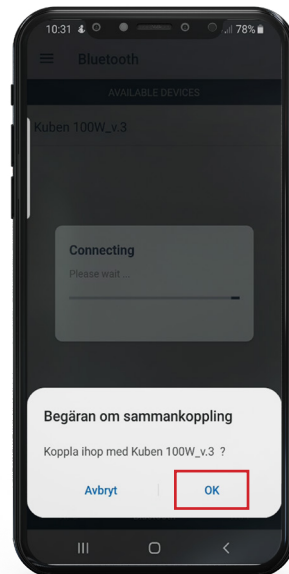 10:31 78%
Bluetooth
AVAILABLE DEVICES
Kuben 100W_v.3
Connecting
Please wait ...
Begäran om sammankoppling
Koppla ihop med Kuben 100W_v.3 ?
Avbryt OK